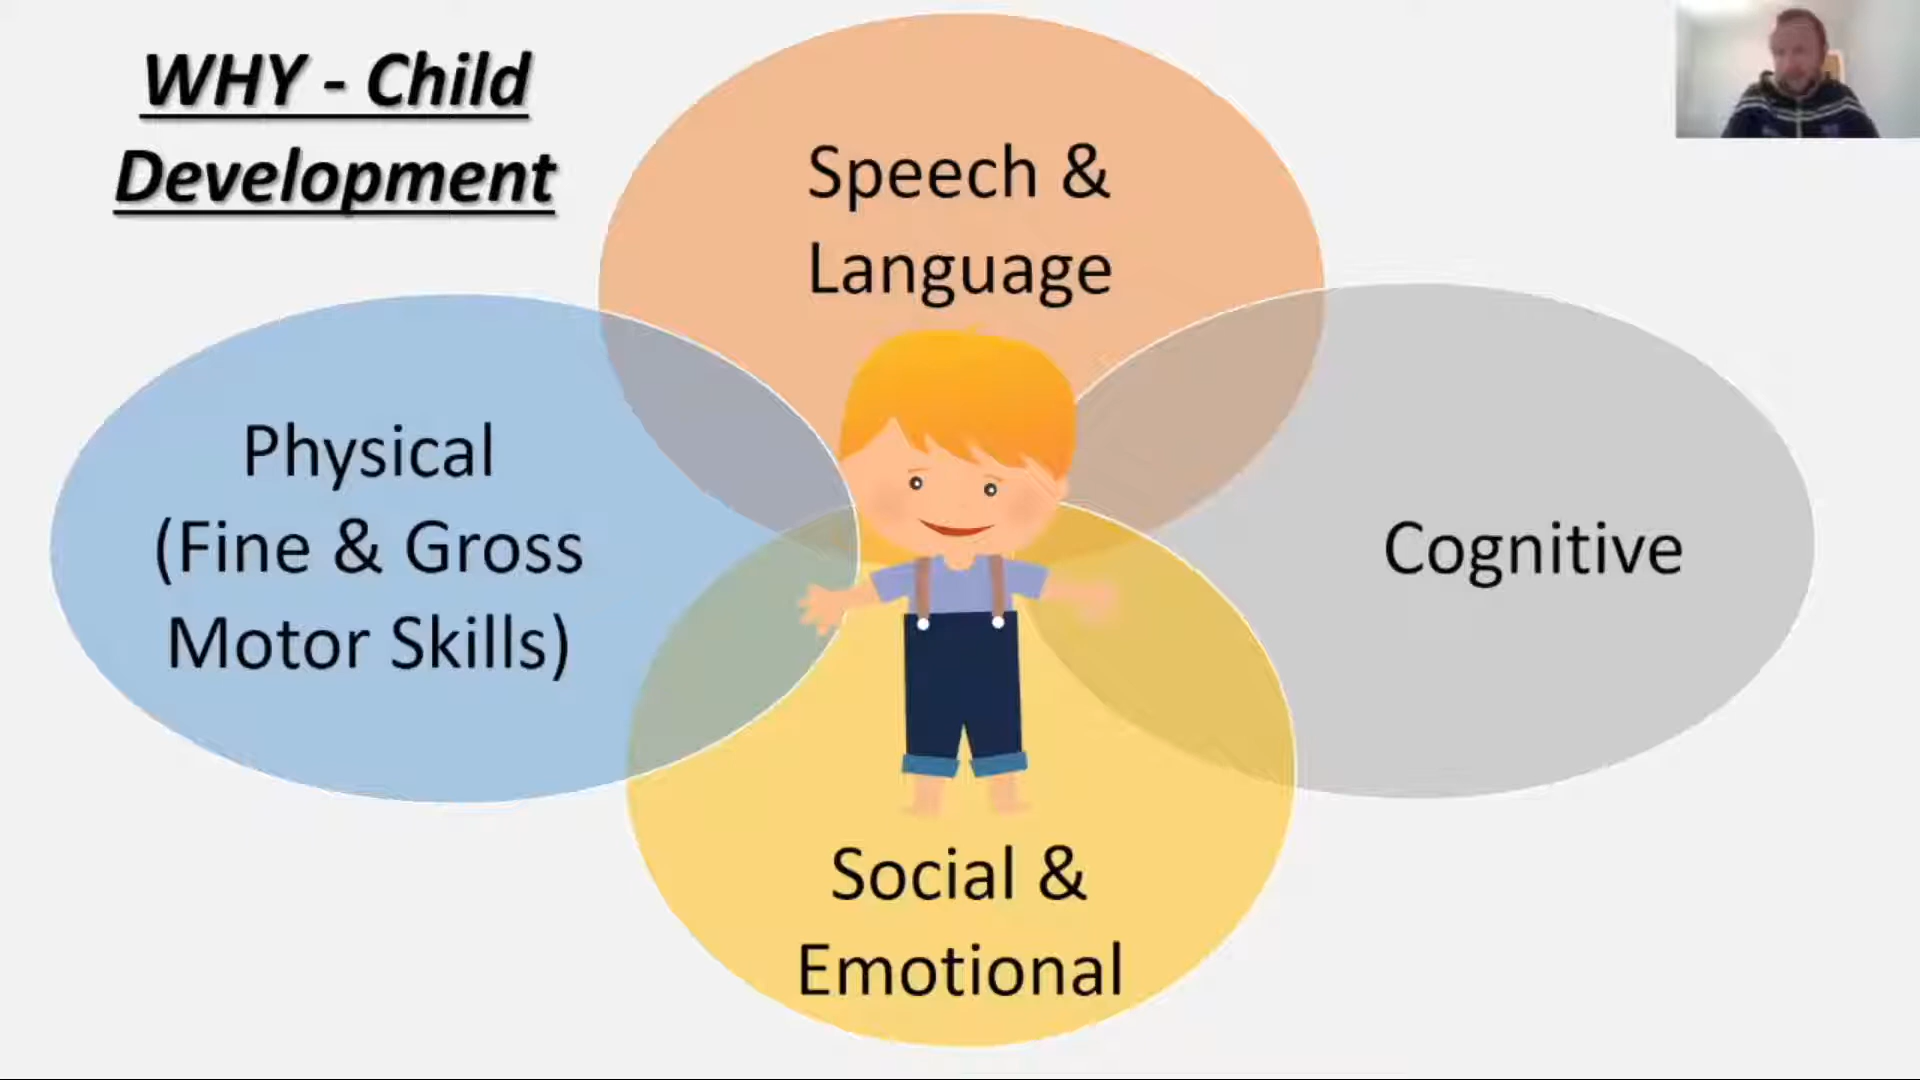 WHY - Child
Development
Speech &
Language
Physical
(Fine & Gross
Motor Skills)
Cognitive
Social &
Emotional